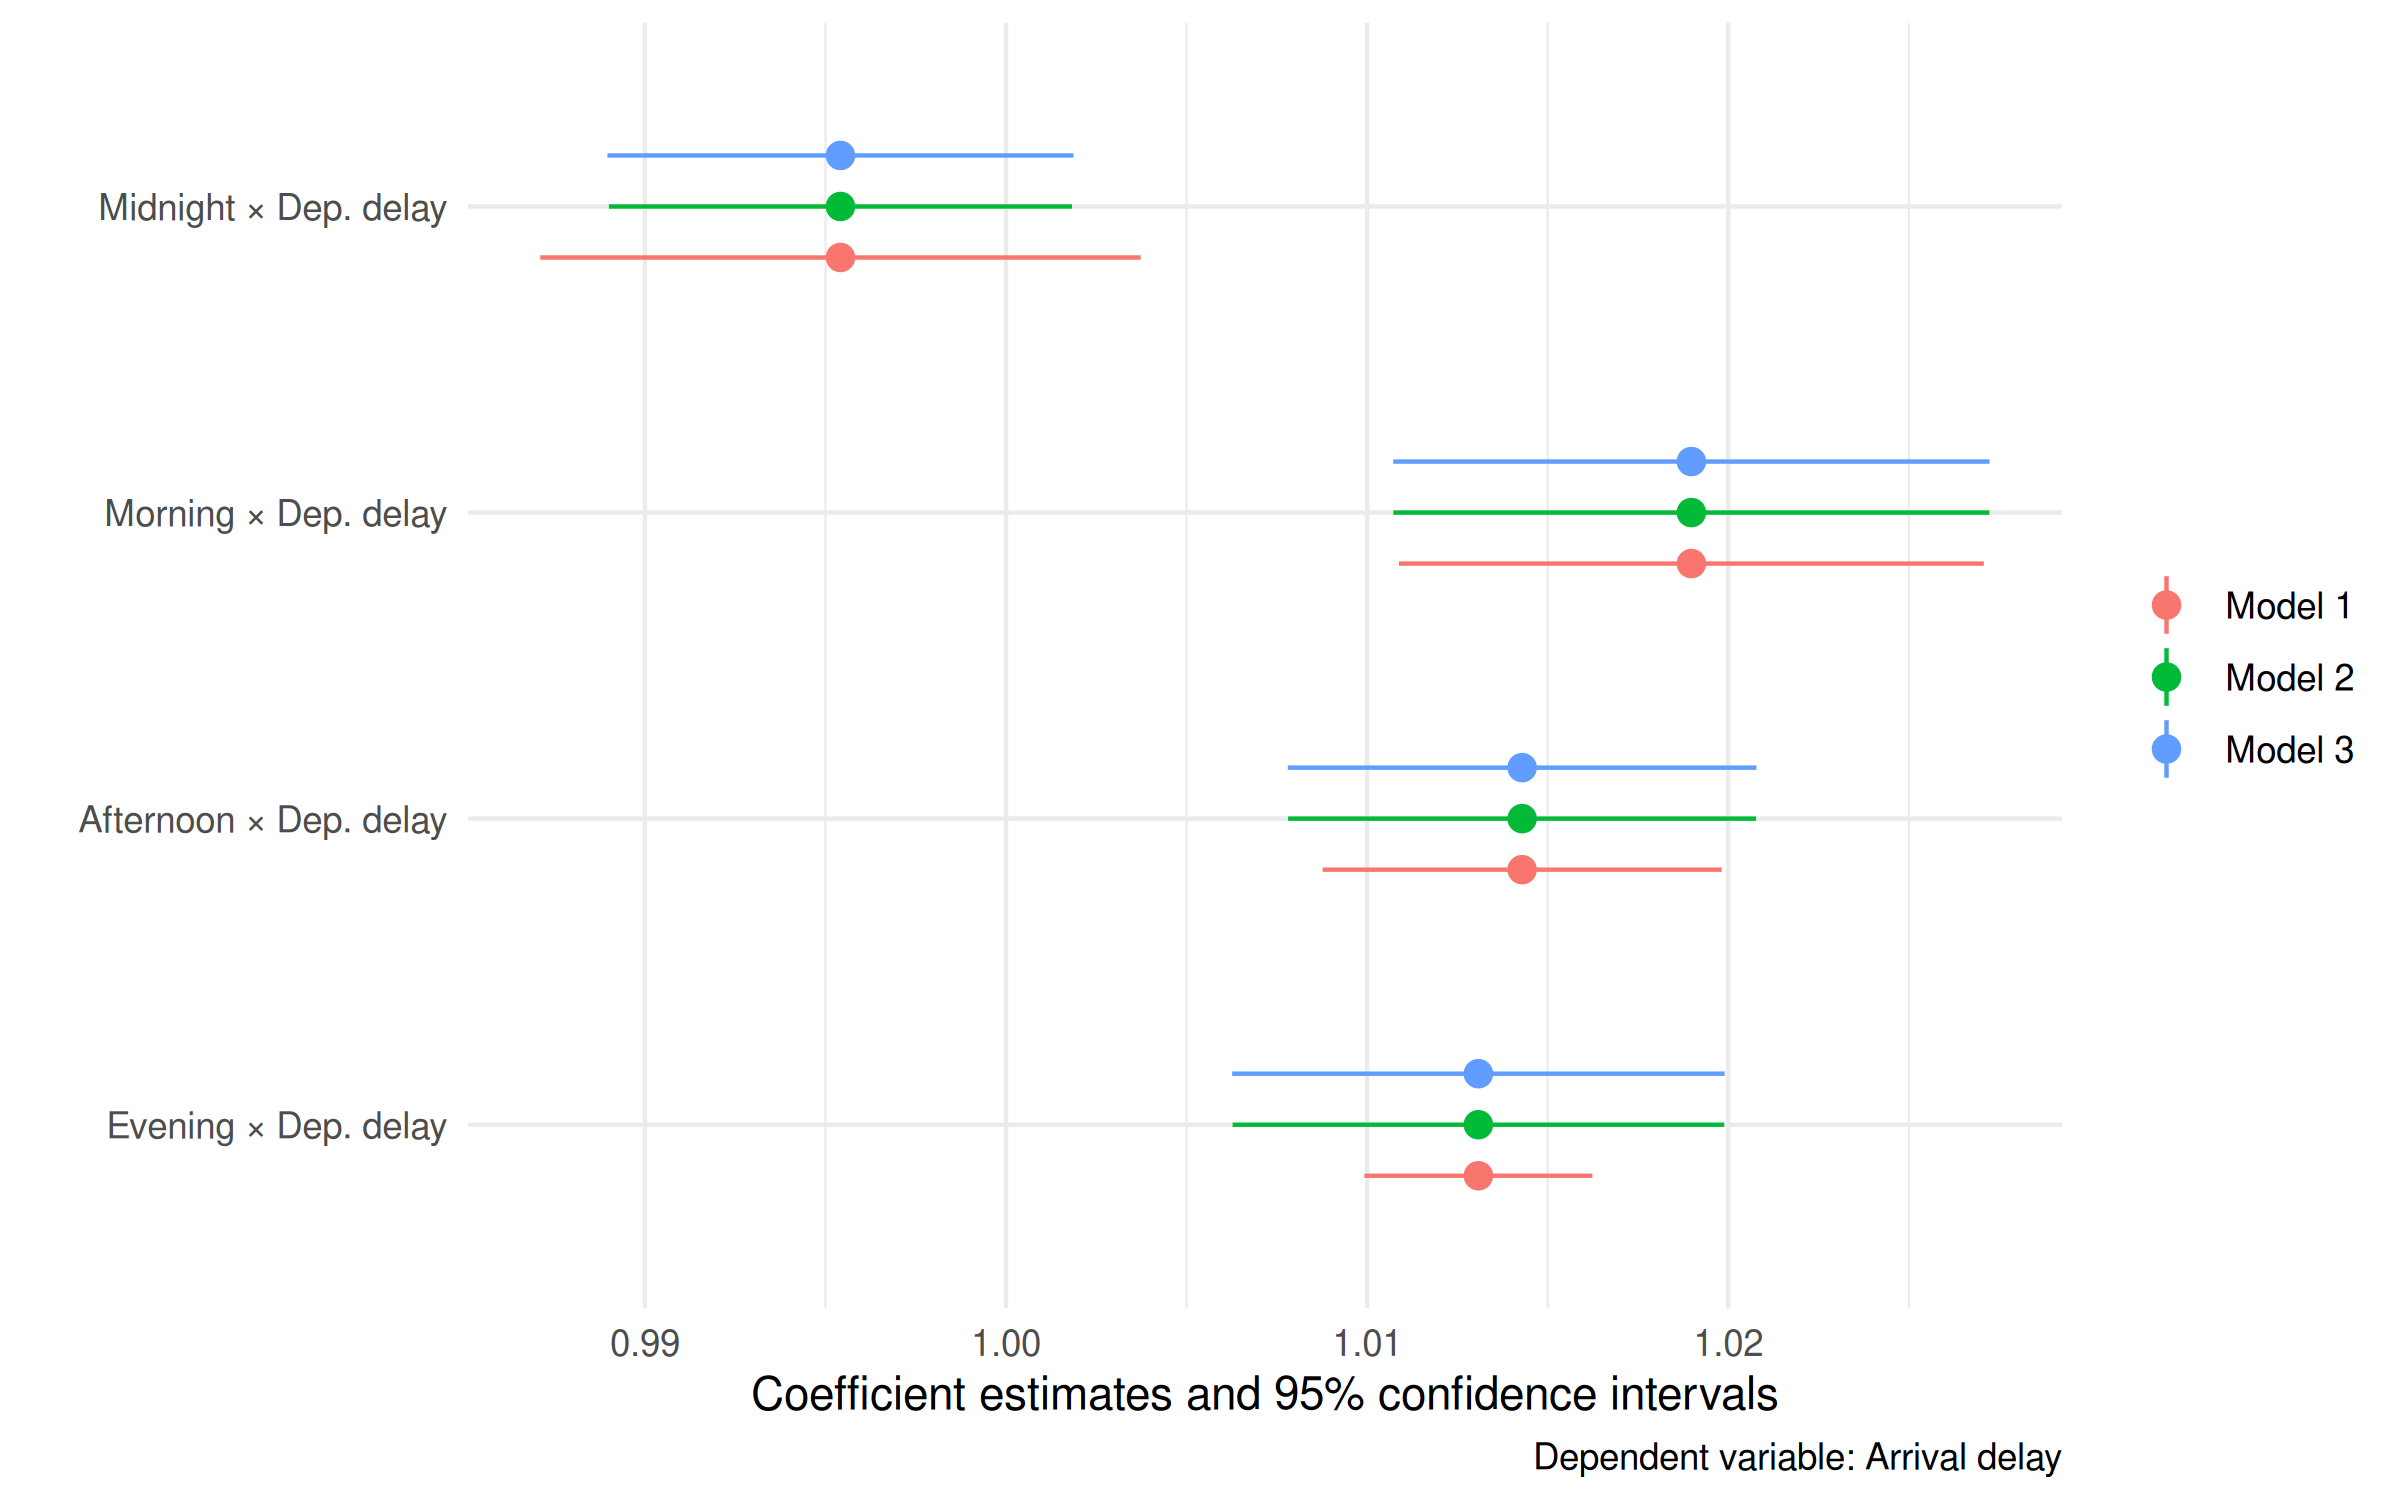 Midnight × Dep. delay
Morning × Dep. delay
Afternoon × Dep. delay
Evening × Dep. delay
Model 1
Model 2
Model 3
0.99 1.00 1.01 1.02
Coefficient estimates and 95% confidence intervals
Dependent variable: Arrival delay